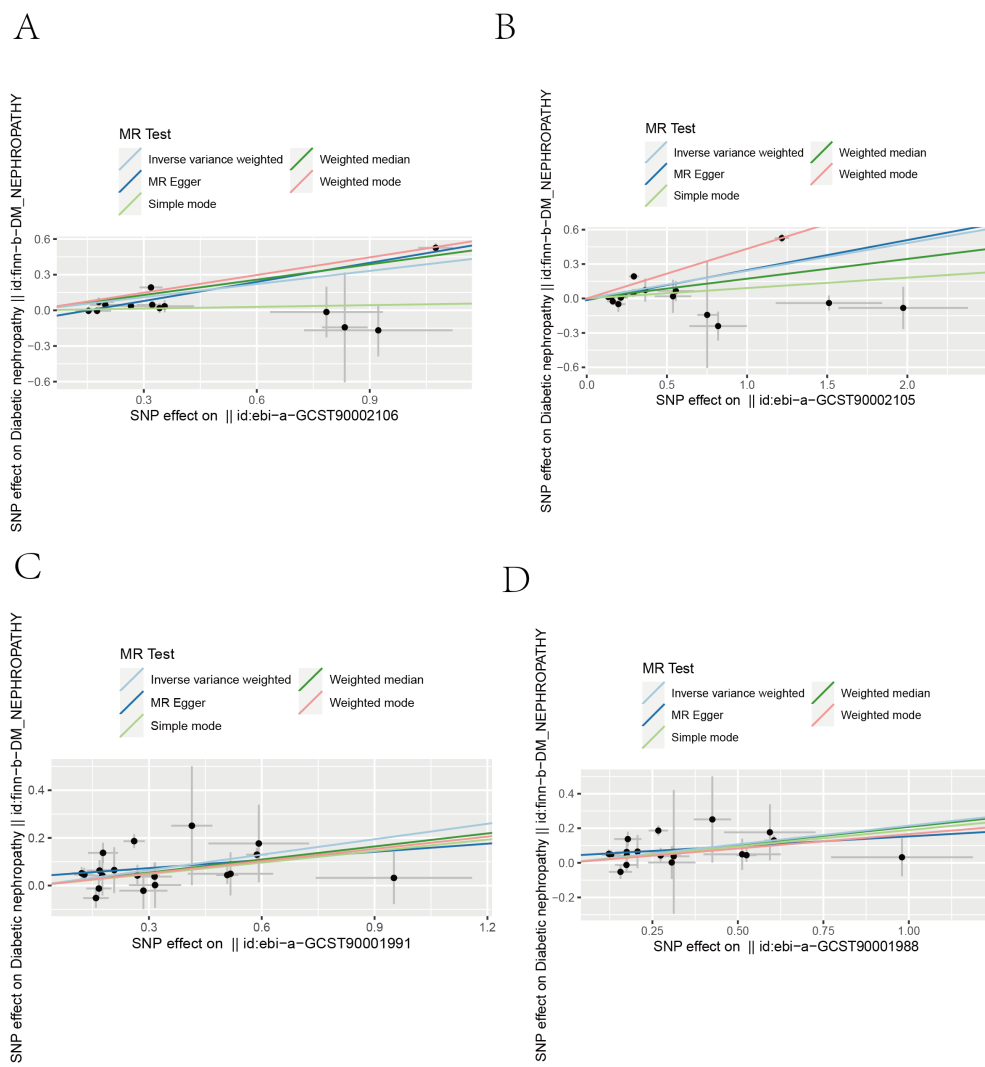 A
SNP effect on Diabetic nephropathy || id:finn−b−DM_NEPHROPATHY
MR Test
Inverse variance weighted
Weighted median
MR Egger
Weighted mode
Simple mode
0.6
0.3
0.0
−0.3
−0.6
0.3
0.6
0.9
SNP effect on || id:ebi−a−GCST90002106
B
SNP effect on Diabetic nephropathy || id:finn−b−DM_NEPHROPATHY
MR Test
Inverse variance weighted
Weighted median
MR Egger
Weighted mode
Simple mode
0.6
0.3
0.0
−0.3
−0.6
0.0
0.5
1.0
1.5
2.0
SNP effect on || id:ebi−a−GCST90002105
C
SNP effect on Diabetic nephropathy || id:finn−b−DM_NEPHROPATHY
MR Test
Inverse variance weighted
Weighted median
MR Egger
Weighted mode
Simple mode
0.4
0.2
0.0
0.3
0.6
0.9
1.2
SNP effect on || id:ebi−a−GCST90001991
D
SNP effect on Diabetic nephropathy || id:finn−b−DM_NEPHROPATHY
MR Test
Inverse variance weighted
Weighted median
MR Egger
Weighted mode
Simple mode
0.4
0.2
0.0
−0.2
0.25
0.50
0.75
1.00
SNP effect on || id:ebi−a−GCST90001988